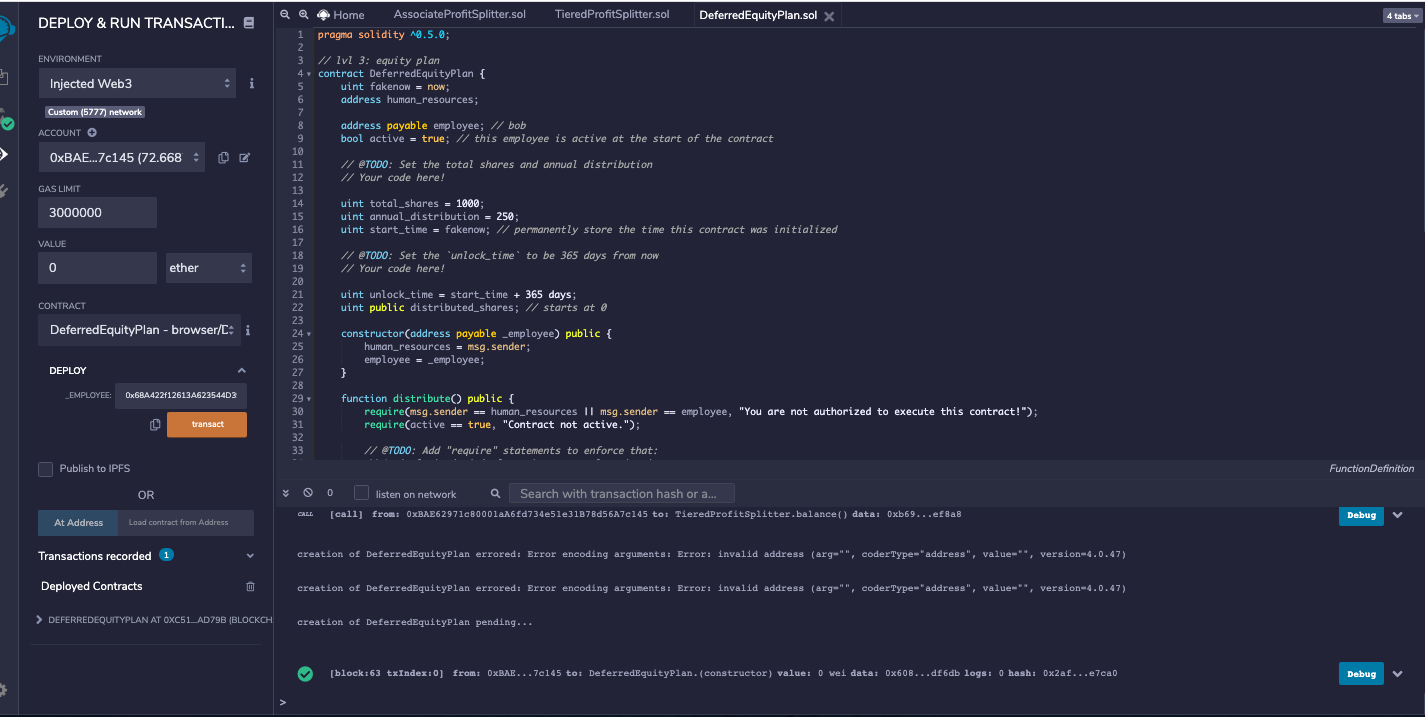 DEPLOY & RUN TRANSACTI...
ENVIRONMENT
Injected Web3
i
Custom (5777) network
ACCOUNT
0xBAE...7c145 (72.668
GAS LIMIT
3000000
VALUE
0
ether
CONTRACT
DeferredEquityPlan - browser/D
i
DEPLOY
_EMPLOYEE:
0x68A422f12613A623544D3
transact
Publish to IPFS
OR
At Address
Load contract from Address
Transactions recorded 1
Deployed Contracts
DEFERREDEQUITYPLAN AT 0XC51...AD79B (BLOCKCH
Home
AssociateProfitSplitter.sol
TieredProfitSplitter.sol
DeferredEquityPlan.sol
4 tabs
1 pragma solidity ^0.5.0;
2
3 // lvl 3: equity plan
4 contract DeferredEquityPlan {
5 uint fakenow = now;
6 address human_resources;
7
8 address payable employee; // bob
9 bool active = true; // this employee is active at the start of the contract
10
11 // @TODO: Set the total shares and annual distribution
12 // Your code here!
13
14 uint total_shares = 1000;
15 uint annual_distribution = 250;
16 uint start_time = fakenow; // permanently store the time this contract was initialized
17
18 // @TODO: Set the `unlock_time` to be 365 days from now
19 // Your code here!
20
21 uint unlock_time = start_time + 365 days;
22 uint public distributed_shares; // starts at 0
23
24 constructor(address payable _employee) public {
25 human_resources = msg.sender;
26 employee = _employee;
27 }
28
29 function distribute() public {
30 require(msg.sender == human_resources || msg.sender == employee, "You are not authorized to execute this contract!");
31 require(active == true, "Contract not active.");
32
33 // @TODO: Add "require" statements to enforce that:
FunctionDefinition
0
listen on network
Search with transaction hash or a...
CALL [call] from: 0xBAE62971c80001aA6fd734e51e31B78d56A7c145 to: TieredProfitSplitter.balance() data: 0xb69...ef8a8
Debug
creation of DeferredEquityPlan errored: Error encoding arguments: Error: invalid address (arg="", coderType="address", value="", version=4.0.47)
creation of DeferredEquityPlan errored: Error encoding arguments: Error: invalid address (arg="", coderType="address", value="", version=4.0.47)
creation of DeferredEquityPlan pending...
[block:63 txIndex:0] from: 0xBAE...7c145 to: DeferredEquityPlan.(constructor) value: 0 wei data: 0x608...df6db logs: 0 hash: 0x2af...e7ca0
Debug
>